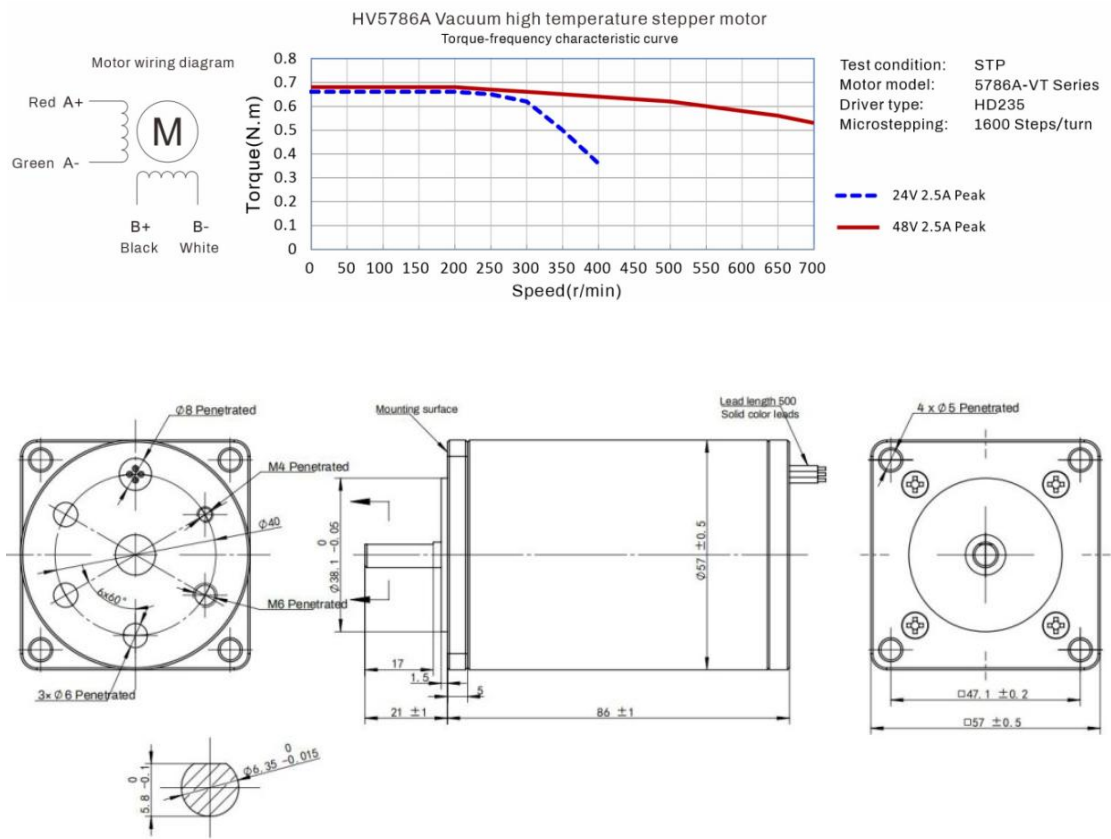 HV5786A Vacuum high temperature stepper motor
Torque-frequency characteristic curve
Motor wiring diagram
Red A+
Green A-
M
B+ B-
Black White
Torque(N.m)
0.8
0.7
0.6
0.5
0.4
0.3
0.2
0.1
0
0 50 100 150 200 250 300 350 400 450 500 550 600 650 700
Speed(r/min)
Test condition: STP
Motor model: 5786A-VT Series
Driver type: HD235
Microstepping: 1600 Steps/turn
24V 2.5A Peak
48V 2.5A Peak
Ø8 Penetrated
M4 Penetrated
Ø40
6x60°
M6 Penetrated
3× Ø6 Penetrated
Mounting surface
Lead length 500
Solid color leads
Ø38.1 0 -0.05
Ø57 ±0.5
17
1.5
5
21 ±1
86 ±1
4 x Ø5 Penetrated
□47.1 ±0.2
□57 ±0.5
5.8 0 -0.1
Ø6.35 0 -0.015